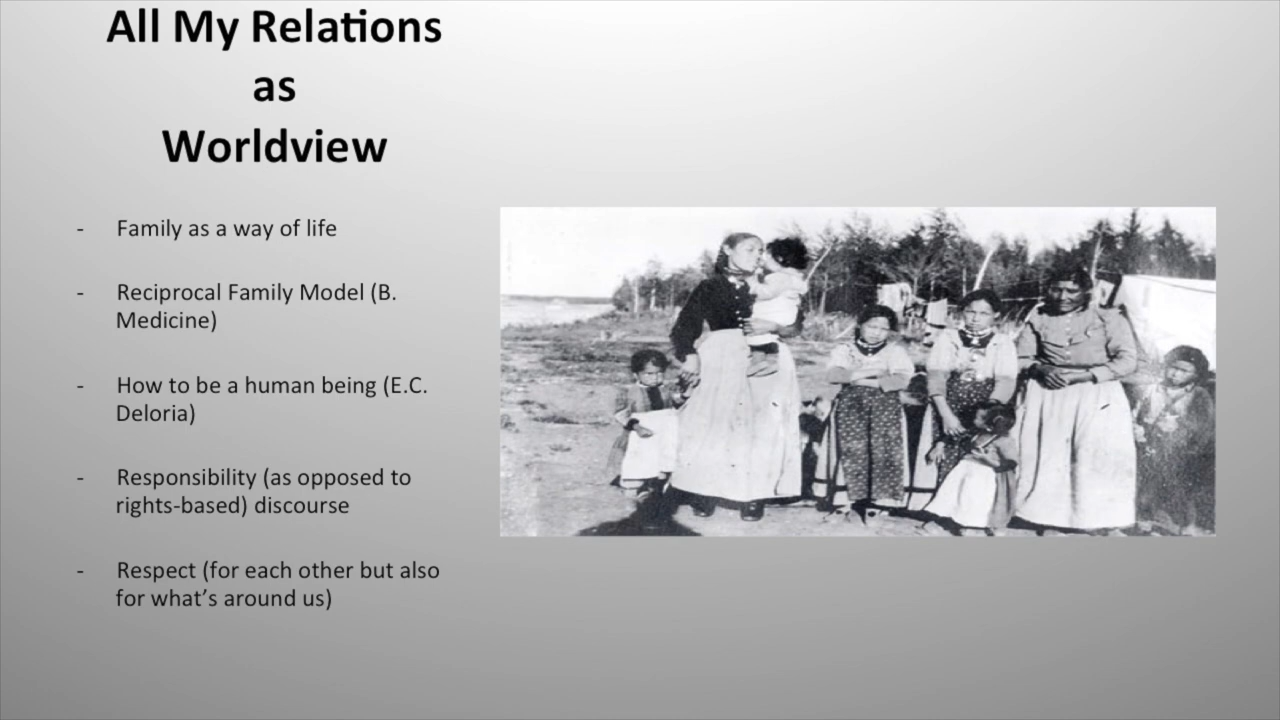 All My Relations
as
Worldview
- Family as a way of life
- Reciprocal Family Model (B.
Medicine)
- How to be a human being (E.C.
Deloria)
- Responsibility (as opposed to
rights-based) discourse
- Respect (for each other but also
for what’s around us)